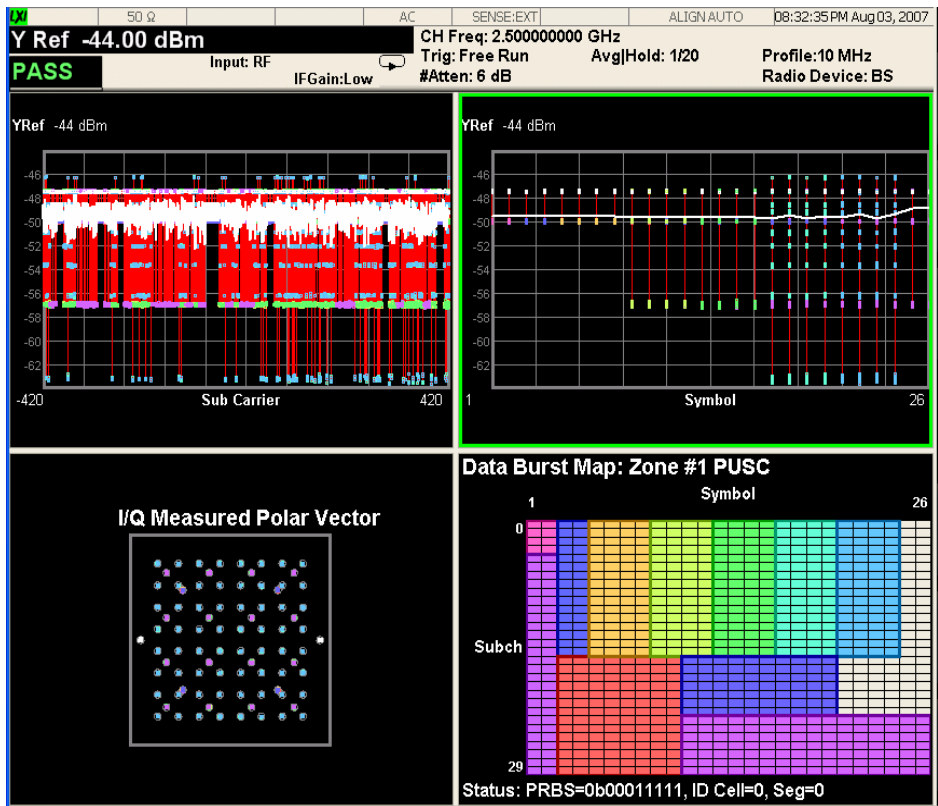 LXI 50 Ω AC SENSE:EXT ALIGN AUTO 08:32:35 PM Aug 03, 2007
Y Ref -44.00 dBm
CH Freq: 2.500000000 GHz
PASS
Input: RF
Trig: Free Run Avg|Hold: 1/20 Profile:10 MHz
IFGain:Low
#Atten: 6 dB Radio Device: BS
YRef -44 dBm
-46
-48
-50
-52
-54
-56
-58
-60
-62
-420 Sub Carrier 420
YRef -44 dBm
-46
-48
-50
-52
-54
-56
-58
-60
-62
1 Symbol 26
I/Q Measured Polar Vector
Data Burst Map: Zone #1 PUSC
1 Symbol 26
0
Subch
29
Status: PRBS=0b00011111, ID Cell=0, Seg=0